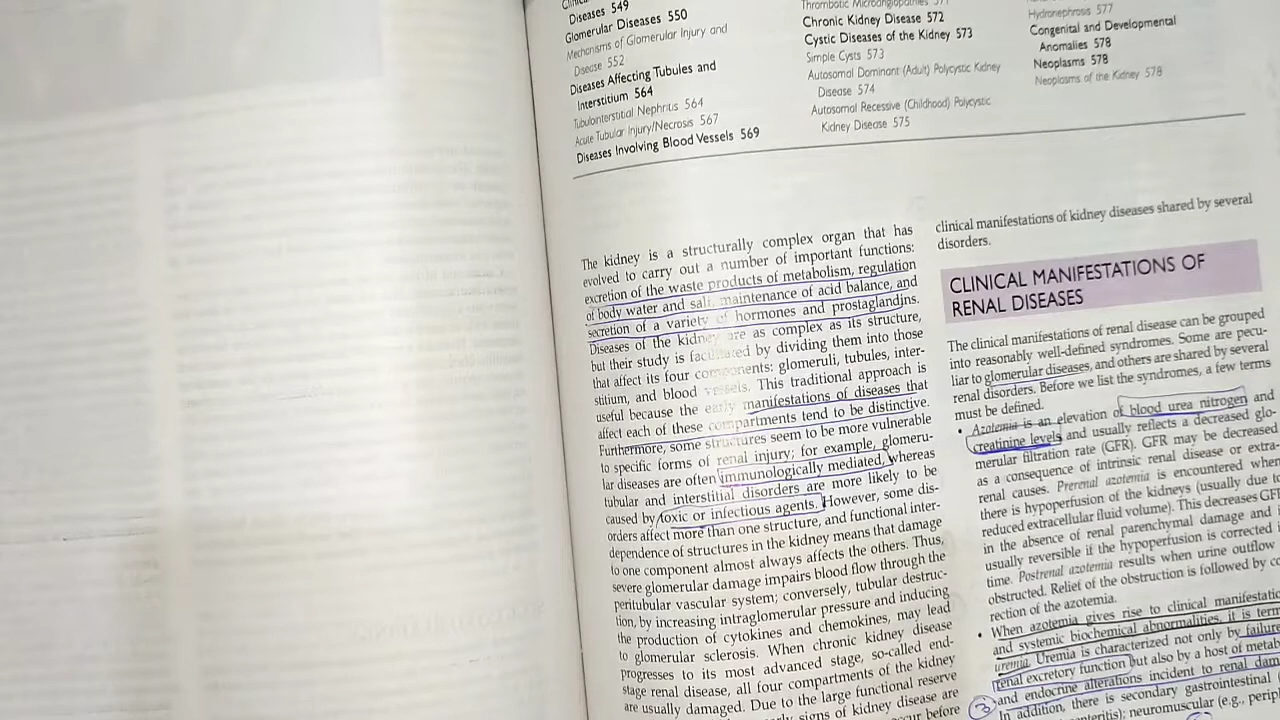 Diseases 549
Glomerular Diseases 550
Mechanisms of Glomerular Injury and
Disease 552
Diseases Affecting Tubules and
Interstitium 564
Tubulointerstitial Nephritis 564
Acute Tubular Injury/Necrosis 567
Diseases Involving Blood Vessels 569
Thrombotic Microangiopathies 571
Chronic Kidney Disease 572
Cystic Diseases of the Kidney 573
Simple Cysts 573
Autosomal Dominant (Adult) Polycystic Kidney
Disease 574
Autosomal Recessive (Childhood) Polycystic
Kidney Disease 575
Hydronephrosis 577
Congenital and Developmental
Anomalies 578
Neoplasms 578
Neoplasms of the Kidney 578
The kidney is a structurally complex organ that has
evolved to carry out a number of important functions:
excretion of the waste products of metabolism, regulation
of body water and salt, maintenance of acid balance, and
secretion of a variety of hormones and prostaglandins.
Diseases of the kidney are as complex as its structure,
but their study is facilitated by dividing them into those
that affect its four components: glomeruli, tubules, inter-
stitium, and blood vessels. This traditional approach is
useful because the early manifestations of diseases that
affect each of these compartments tend to be distinctive.
Furthermore, some structures seem to be more vulnerable
to specific forms of renal injury; for example, glomeru-
lar diseases are often immunologically mediated, whereas
tubular and interstitial disorders are more likely to be
caused by toxic or infectious agents. However, some dis-
orders affect more than one structure, and functional inter-
dependence of structures in the kidney means that damage
to one component almost always affects the others. Thus,
severe glomerular damage impairs blood flow through the
peritubular vascular system; conversely, tubular destruc-
tion, by increasing intraglomerular pressure and inducing
the production of cytokines and chemokines, may lead
to glomerular sclerosis. When chronic kidney disease
progresses to its most advanced stage, so-called end-
stage renal disease, all four compartments of the kidney
are usually damaged. Due to the large functional reserve
signs of kidney disease are
occur before
clinical manifestations of kidney diseases shared by several
disorders.
CLINICAL MANIFESTATIONS OF
RENAL DISEASES
The clinical manifestations of renal disease can be grouped
into reasonably well-defined syndromes. Some are pecu-
liar to glomerular diseases, and others are shared by several
renal disorders. Before we list the syndromes, a few terms
must be defined.
• Azotemia is an elevation of blood urea nitrogen and
creatinine levels and usually reflects a decreased glo-
merular filtration rate (GFR). GFR may be decreased
as a consequence of intrinsic renal disease or extra-
renal causes. Prerenal azotemia is encountered when
there is hypoperfusion of the kidneys (usually due to
reduced extracellular fluid volume). This decreases GFR
in the absence of renal parenchymal damage and
usually reversible if the hypoperfusion is corrected
time. Postrenal azotemia results when urine outflow
obstructed. Relief of the obstruction is followed by co
rection of the azotemia.
• When azotemia gives rise to clinical manifestati
and systemic biochemical abnormalities, it is term
uremia. Uremia is characterized not only by failure
renal excretory function but also by a host of metab
3 and endocrine alterations incident to renal dam
In addition, there is secondary gastrointestinal
neuromuscular (e.g., perip